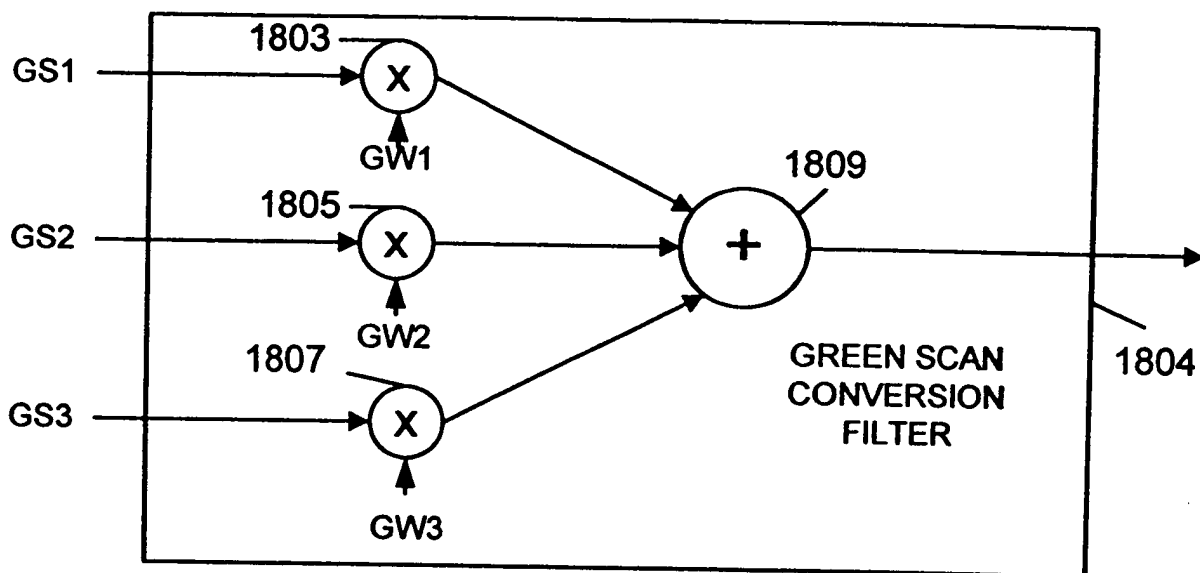 1803
GS1
X
GW1
1809
1805
GS2
X
+
GW2
1807
GREEN SCAN
CONVERSION
FILTER
1804
GS3
X
GW3